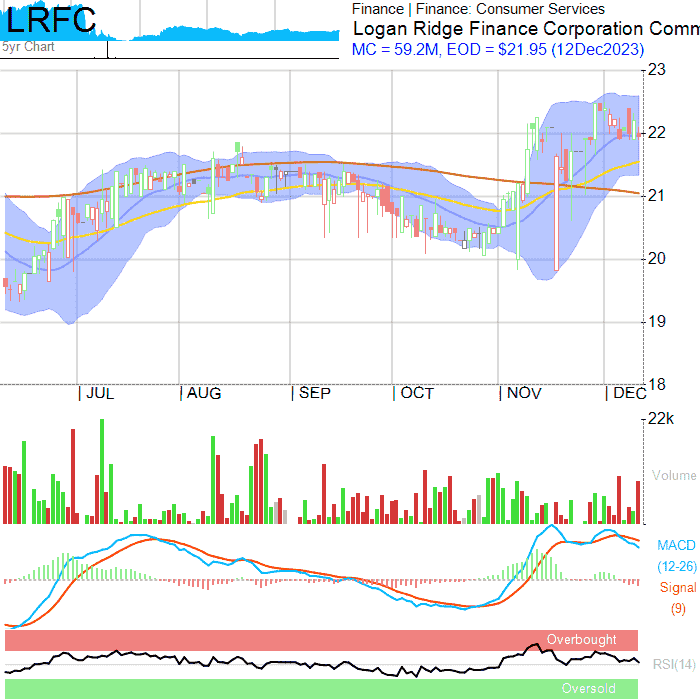 LRFC
5yr Chart
Finance | Finance: Consumer Services
Logan Ridge Finance Corporation Comm
MC = 59.2M, EOD = $21.95 (12Dec2023)
23
22
21
20
19
18
JUL
AUG
SEP
OCT
NOV
DEC
22k
Volume
MACD
(12-26)
Signal
(9)
Overbought
RSI(14)
Oversold